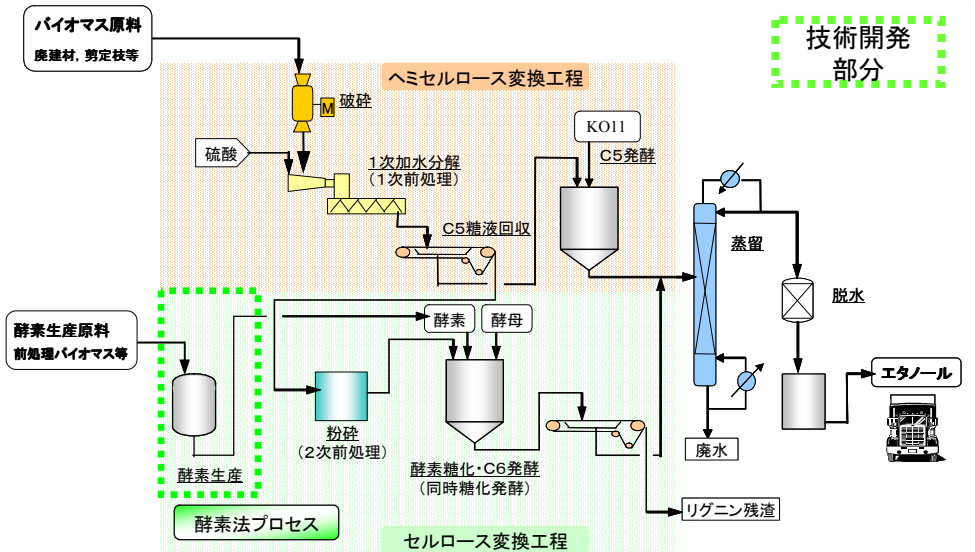 バイオマス原料
廃建材，剪定枝等
技術開発
部分
ヘミセルロース変換工程
M
破砕
KO11
硫酸
C5発酵
1次加水分解
（1次前処理）
C5糖液回収
蒸留
脱水
酵素生産原料
前処理バイオマス等
酵素
酵母
エタノール
粉砕
（2次前処理）
廃水
酵素生産
酵素糖化・C6発酵
（同時糖化発酵）
リグニン残渣
酵素法プロセス
セルロース変換工程